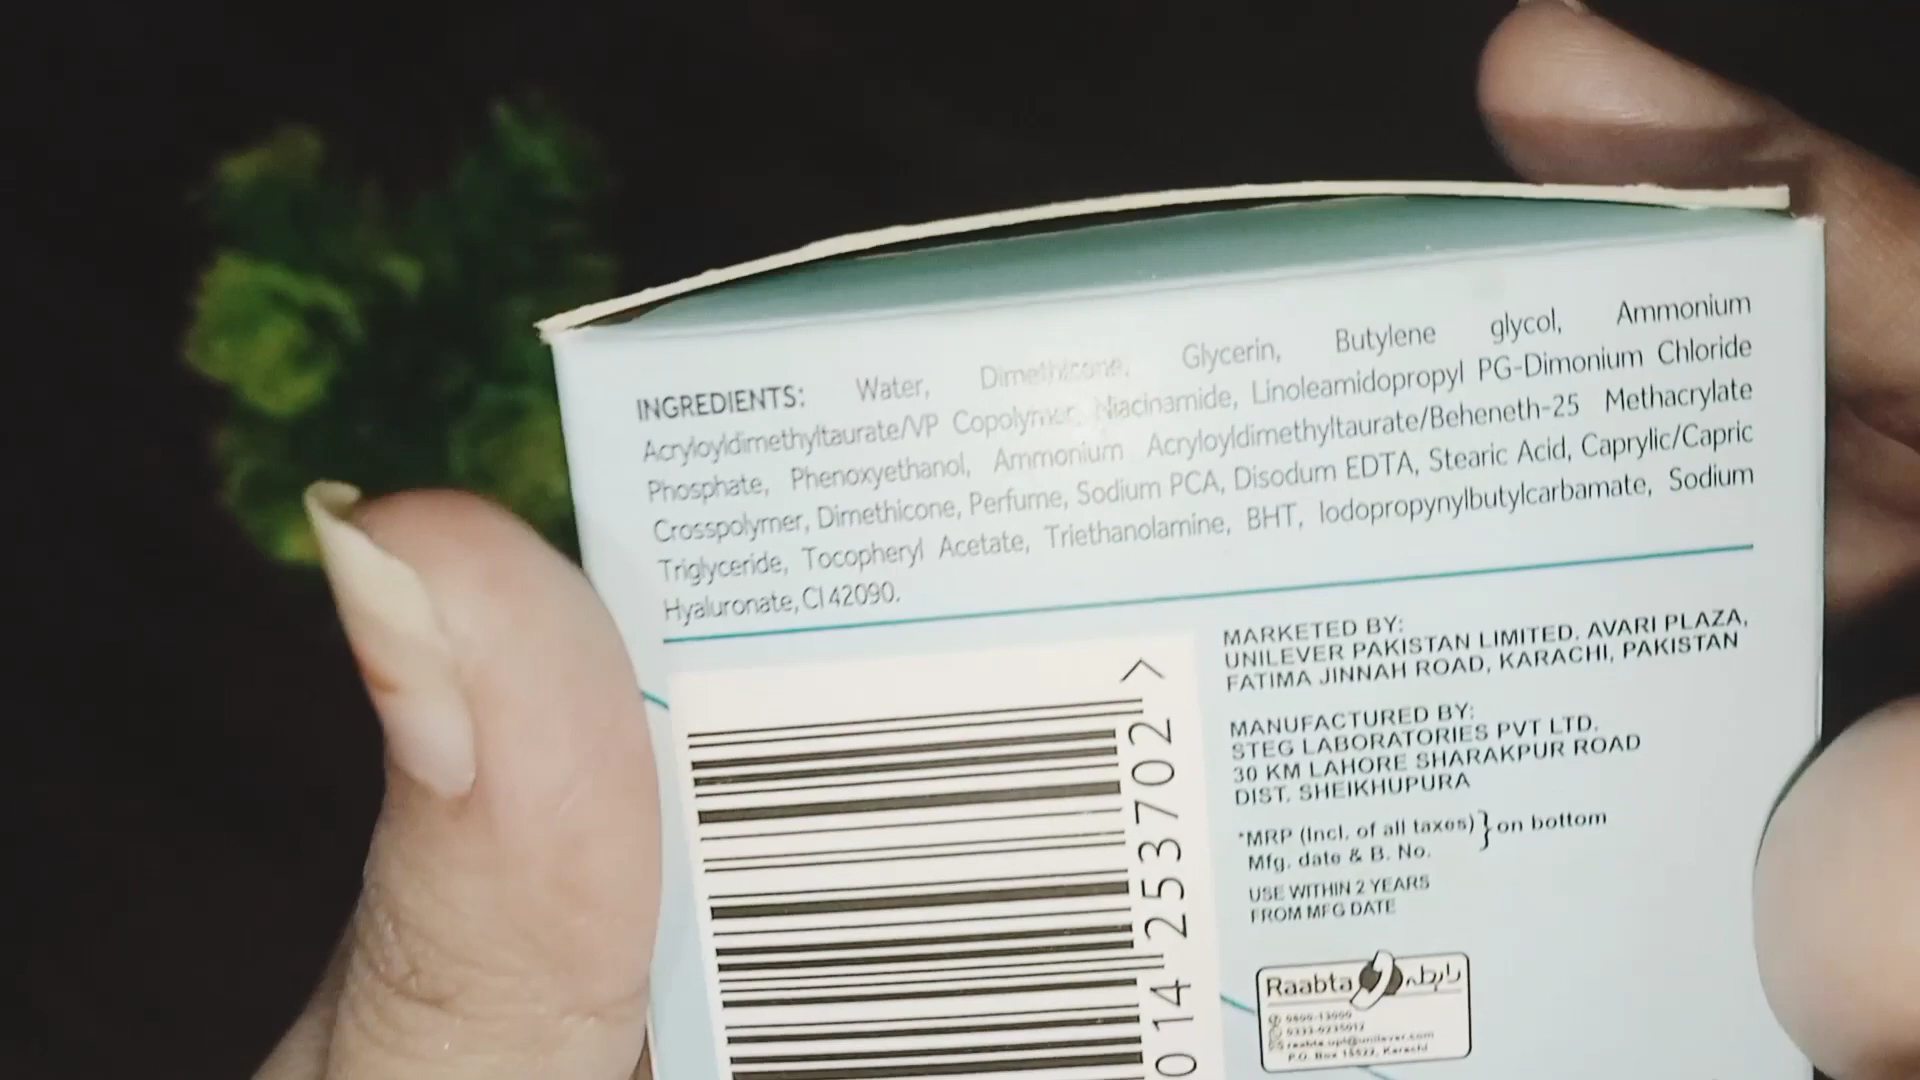 INGREDIENTS: Water, Dimethicone, Glycerin, Butylene glycol, Ammonium
Acryloyldimethyltaurate/VP Copolymer, Niacinamide, Linoleamidopropyl PG-Dimonium Chloride
Phosphate, Phenoxyethanol, Ammonium Acryloyldimethyltaurate/Beheneth-25 Methacrylate
Crosspolymer, Dimethicone, Perfume, Sodium PCA, Disodum EDTA, Stearic Acid, Caprylic/Capric
Triglyceride, Tocopheryl Acetate, Triethanolamine, BHT, Iodopropynylbutylcarbamate, Sodium
Hyaluronate, CI 42090.
014 253702 >
MARKETED BY:
UNILEVER PAKISTAN LIMITED. AVARI PLAZA,
FATIMA JINNAH ROAD, KARACHI, PAKISTAN
MANUFACTURED BY:
STEG LABORATORIES PVT LTD.
30 KM LAHORE SHARAKPUR ROAD
DIST. SHEIKHUPURA
*MRP (Incl. of all taxes) } on bottom
Mfg. date & B. No.
USE WITHIN 2 YEARS
FROM MFG DATE
Raabta رابطہ
P.O. Box 15522, Karachi